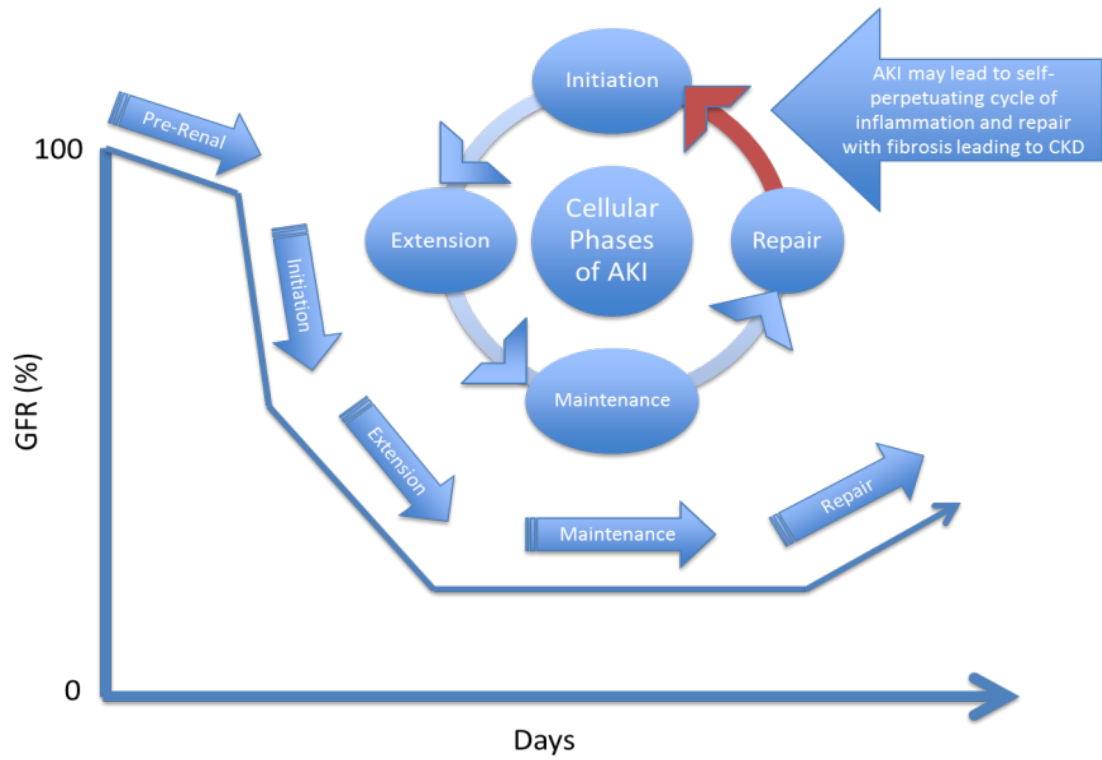 Initiation
AKI may lead to self-
perpetuating cycle of
inflammation and repair
with fibrosis leading to CKD
Pre-Renal
100
Cellular
Phases
of AKI
Extension
Repair
Initiation
Maintenance
GFR (%)
Extension
Maintenance
Repair
0
Days